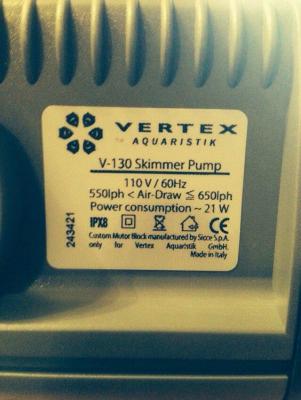 VERTEX
AQUARISTIK
V-130 Skimmer Pump
110 V / 60Hz
550lph < Air-Draw ≦ 650lph
Power consumption ~ 21 W
IPX8
CE
Custom Motor Block manufactured by Sicce S.p.A.
only for Vertex Aquaristik GmbH.
Made in Italy
243421